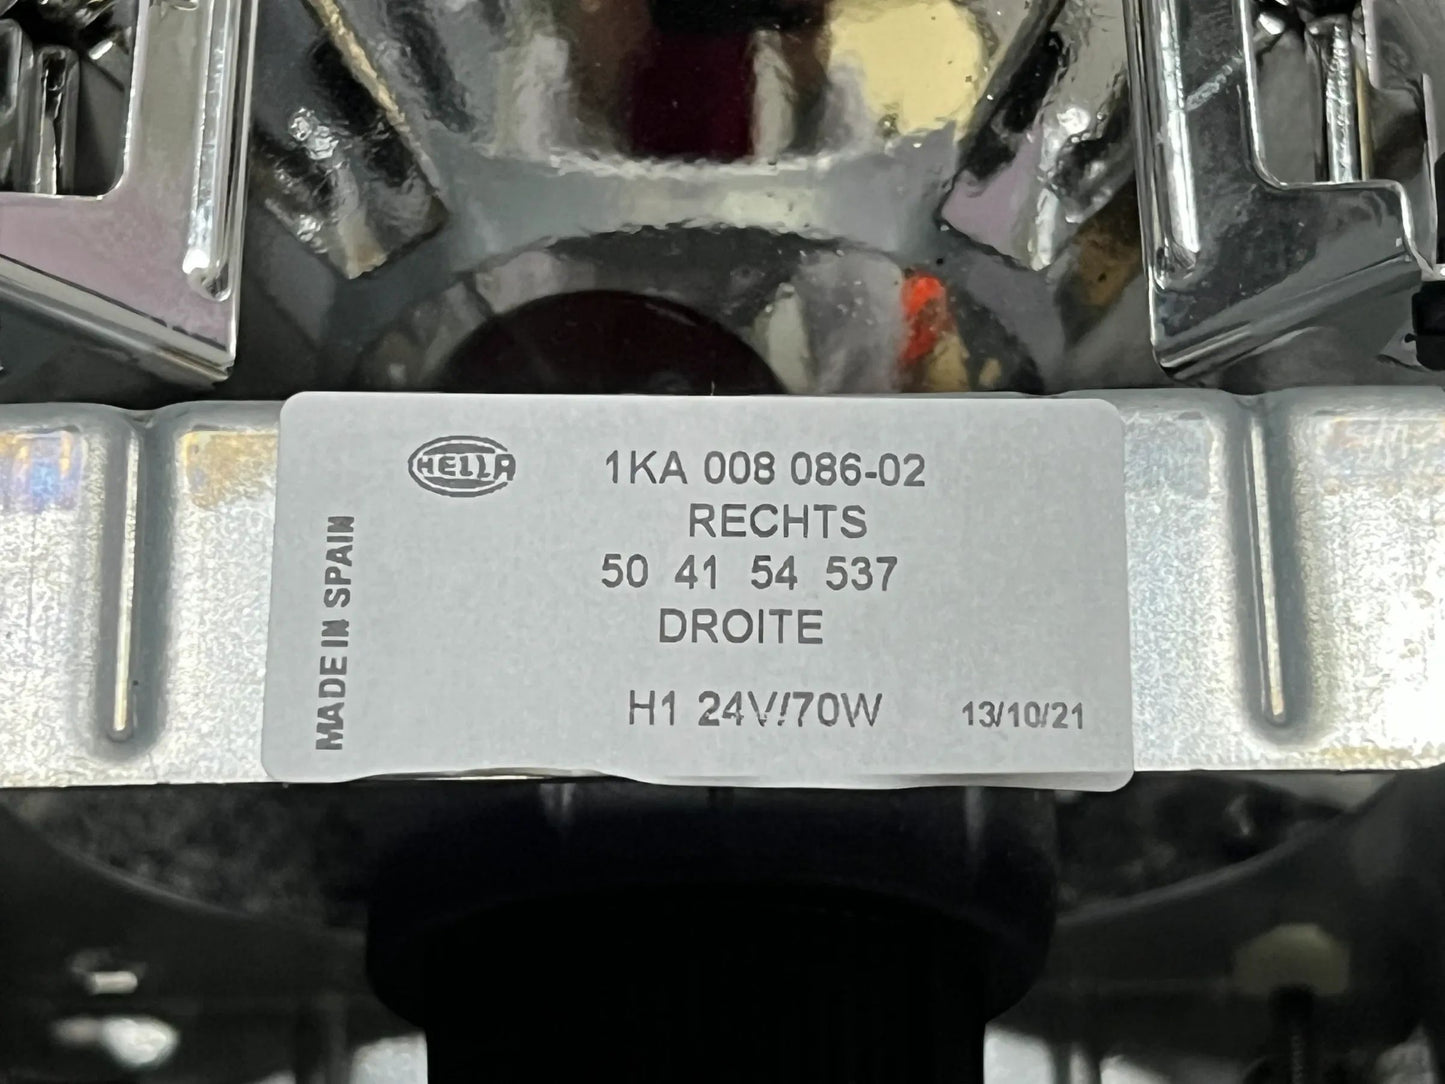 HELLA
1KA 008 086-02
RECHTS
50 41 54 537
DROITE
H1 24V/70W
13/10/21
MADE IN SPAIN